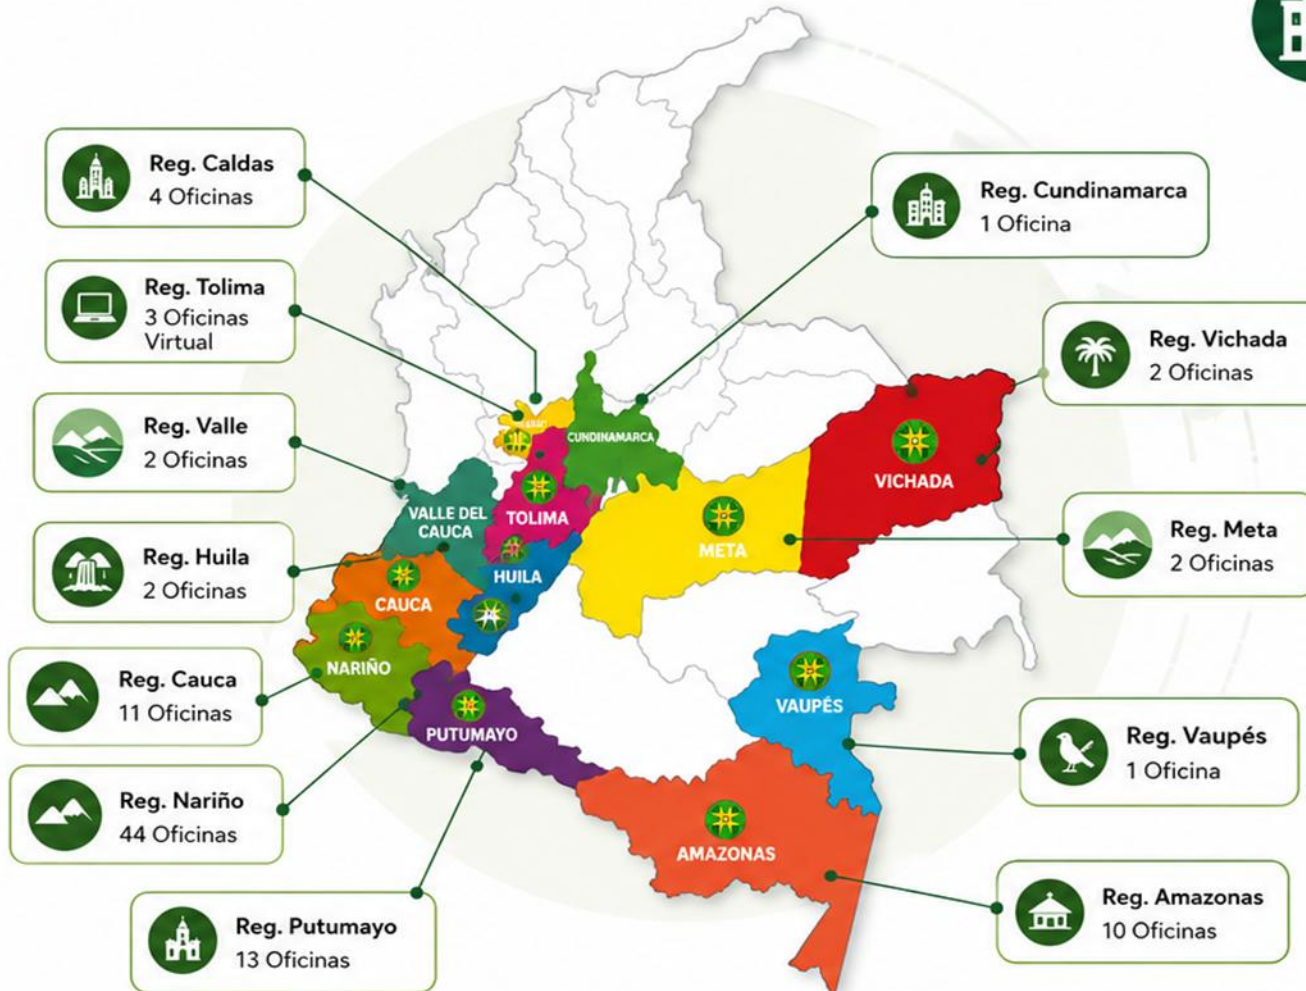 Reg. Caldas
4 Oficinas
Reg. Cundinamarca
1 Oficina
Reg. Tolima
3 Oficinas
Virtual
Reg. Vichada
2 Oficinas
Reg. Valle
2 Oficinas
CUNDINAMARCA
VICHADA
VALLE DEL
CAUCA
TOLIMA
META
Reg. Meta
2 Oficinas
Reg. Huila
2 Oficinas
HUILA
CAUCA
NARIÑO
Reg. Cauca
11 Oficinas
VAUPÉS
PUTUMAYO
Reg. Vaupés
1 Oficina
Reg. Nariño
44 Oficinas
AMAZONAS
Reg. Putumayo
13 Oficinas
Reg. Amazonas
10 Oficinas